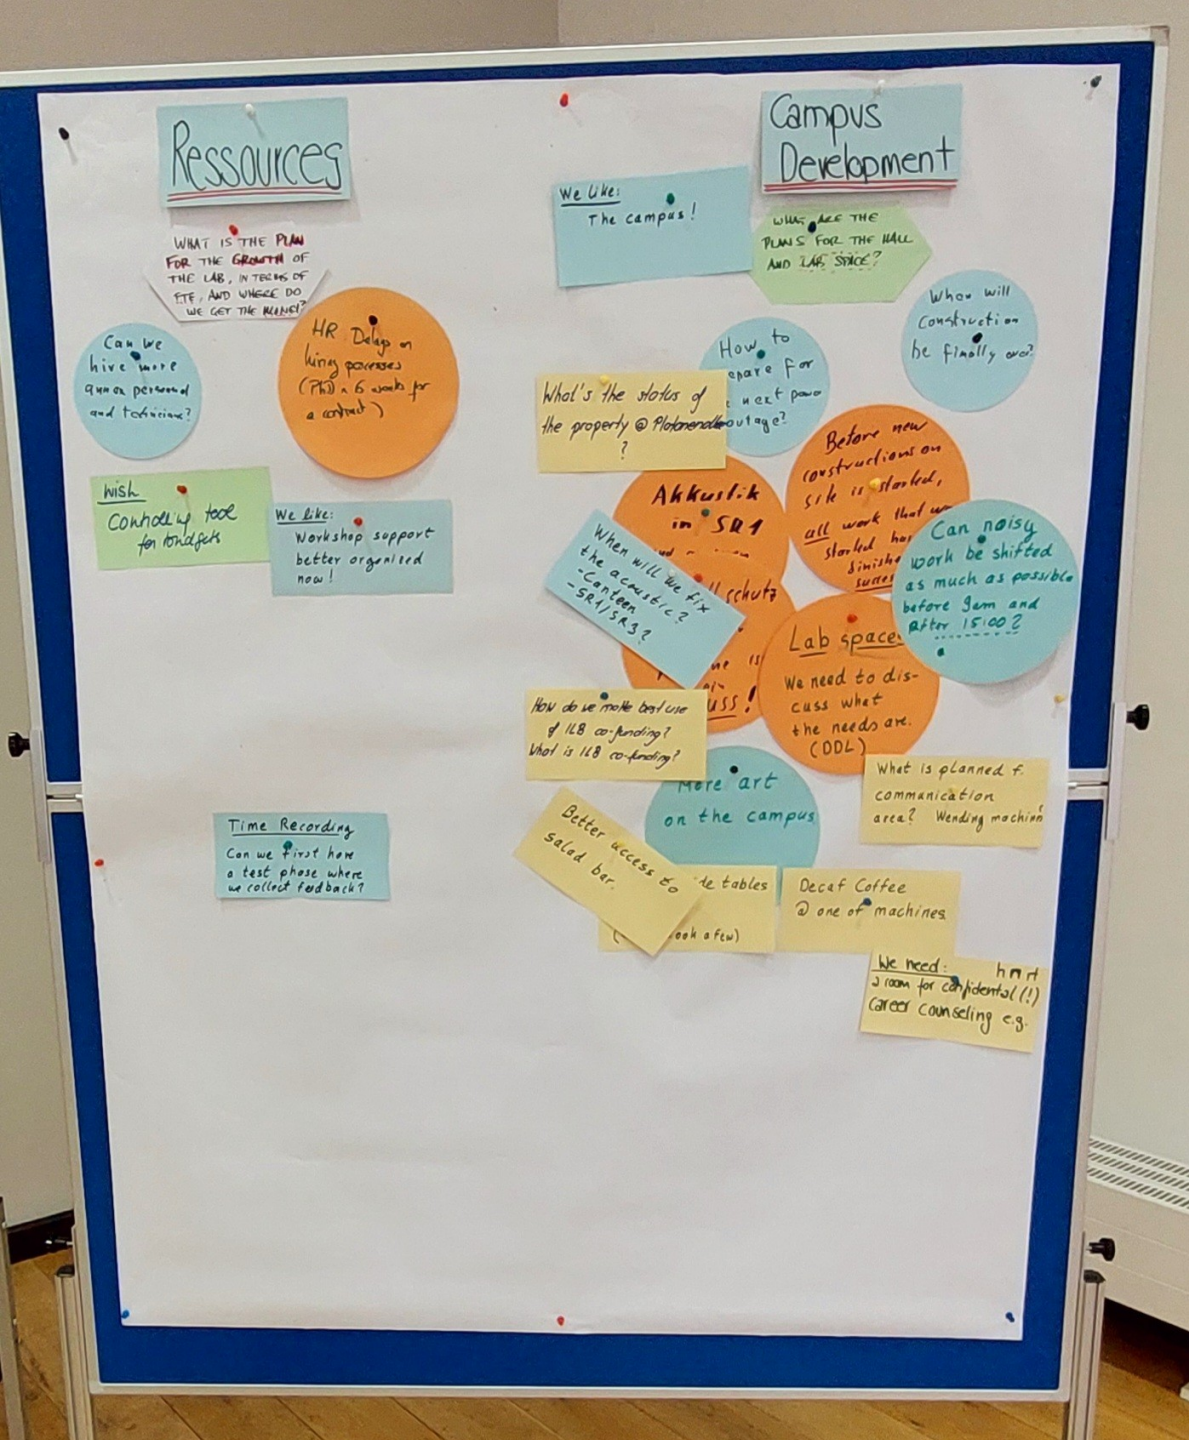 Ressources
WHAT IS THE PLAN
FOR THE GROWTH OF
THE LAB, IN TERMS OF
FTE, AND WHERE DO
WE GET THE MONEY?
Can we
hire more
personal
and technicians?
HR Delays on
hiring processes
(PhD ~ 6 weeks for
a contract)
Wish
Controlling tool
for budgets
We like:
Workshop support
better organised
now!
Time Recording
Can we first have
a test phase where
we collect feedback?
Campus
Development
We like:
The campus!
WHAT ARE THE
PLANS FOR THE HALL
AND LAB SPACE?
When will
Construction
be finally over?
How to
for
next power
outage?
What's the status of
the property @
?
Before new
constructions on
site is started,
all work that
started has
Akkustik
in SR1
schutz
When will we fix
the acoustic?
- Canteen
- SR1/SR3?
Can noisy
work be shifted
as much as possible
before 9am and
After 15:00?
Lab space
We need to dis-
cuss what
the needs are.
(DDL)
How do we make best use
of ILB co-funding?
What is ILB co-funding?
More art
on the campus
What is planned f.
communication
area? Wending machine?
Better access to
salad bar.
tables
a few)
Decaf Coffee
@ one of machines
We need:
a room for confidental (!)
career counseling e.g.